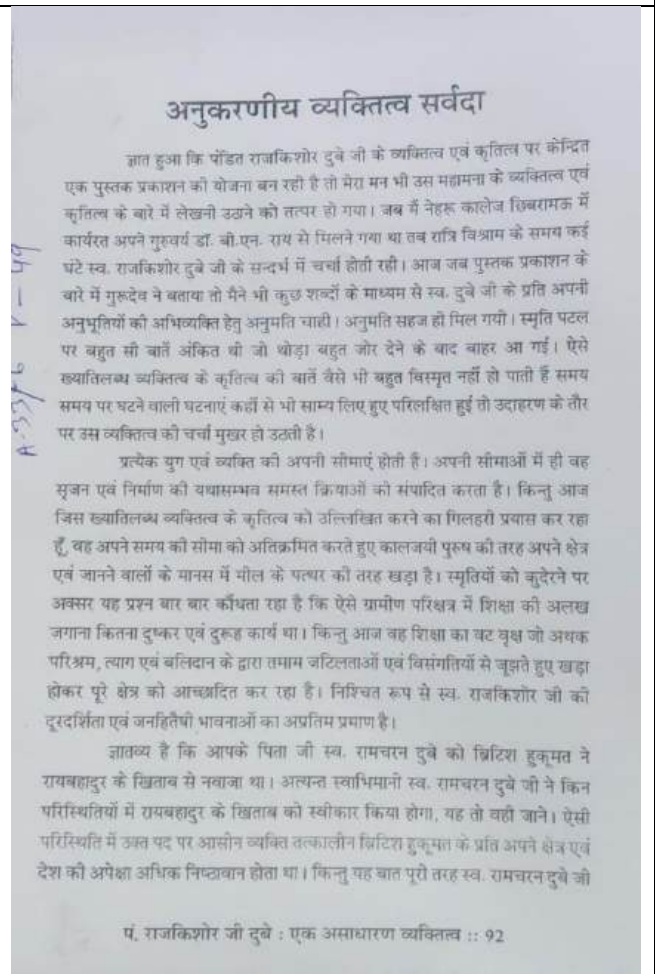 अनुकरणीय व्यक्तित्व सर्वदा
ज्ञात हुआ कि पंडित राजकिशोर दुबे जी के व्यक्तित्व एवं कृतित्व पर केन्द्रित
एक पुस्तक प्रकाशन की योजना बन रही है तो मेरा मन भी उस महामना के व्यक्तित्व एवं
कृतित्व के बारे में लेखनी उठाने को तत्पर हो गया। जब मैं नेहरू कालेज छिबरामऊ में
कार्यरत अपने गुरुवर्य डॉ. बी.एन. राय से मिलने गया था तब रात्रि विश्राम के समय कई
घंटे स्व. राजकिशोर दुबे जी के सन्दर्भ में चर्चा होती रही। आज जब पुस्तक प्रकाशन के
बारे में गुरूदेव ने बताया तो मैने भी कुछ शब्दों के माध्यम से स्व. दुबे जी के प्रति अपनी
अनुभूतियों की अभिव्यक्ति हेतु अनुमति चाही। अनुमति सहज ही मिल गयी। स्मृति पटल
पर बहुत सी बातें अंकित थी जो थोड़ा बहुत जोर देने के बाद बाहर आ गई। ऐसे
ख्यातिलब्ध व्यक्तित्व के कृतित्व की बातें वैसे भी बहुत विस्मृत नहीं हो पाती हैं समय
समय पर घटने वाली घटनाएं कहीं से भी साम्य लिए हुए परिलक्षित हुई तो उदाहरण के तौर
पर उस व्यक्तित्व की चर्चा मुखर हो उठती है।
प्रत्येक युग एवं व्यक्ति की अपनी सीमाएं होती हैं। अपनी सीमाओं में ही वह
सृजन एवं निर्माण की यथासम्भव समस्त क्रियाओं को संपादित करता है। किन्तु आज
जिस ख्यातिलब्ध व्यक्तित्व के कृतित्व को उल्लिखित करने का गिलहरी प्रयास कर रहा
हूँ, वह अपने समय की सीमा को अतिक्रमित करते हुए कालजयी पुरुष की तरह अपने क्षेत्र
एवं जानने वालों के मानस में मील के पत्थर की तरह खड़ा है। स्मृतियों को कुदेरने पर
अक्सर यह प्रश्न बार बार कौंधता रहा है कि ऐसे ग्रामीण परिक्षत्र में शिक्षा की अलख
जगाना कितना दुष्कर एवं दुरूह कार्य था। किन्तु आज वह शिक्षा का वट वृक्ष जो अथक
परिश्रम, त्याग एवं बलिदान के द्वारा तमाम जटिलताओं एवं विसंगतियों से जूझते हुए खड़ा
होकर पूरे क्षेत्र को आच्छादित कर रहा है। निश्चित रूप से स्व. राजकिशोर जी की
दूरदर्शिता एवं जनहितैषी भावनाओं का अप्रतिम प्रमाण है।
ज्ञातव्य है कि आपके पिता जी स्व. रामचरन दुबे को ब्रिटिश हुकूमत ने
रायबहादुर के खिताब से नवाजा था। अत्यन्त स्वाभिमानी स्व. रामचरन दुबे जी ने किन
परिस्थितियों में रायबहादुर के खिताब को स्वीकार किया होगा, यह तो वही जाने। ऐसी
परिस्थिति में उक्त पद पर आसीन व्यक्ति तत्कालीन ब्रिटिश हुकूमत के प्रति अपने क्षेत्र एवं
देश की अपेक्षा अधिक निष्ठावान होता था। किन्तु यह बात पूरी तरह स्व. रामचरन दुबे जी
पं. राजकिशोर जी दुबे : एक असाधारण व्यक्तित्व :: 92